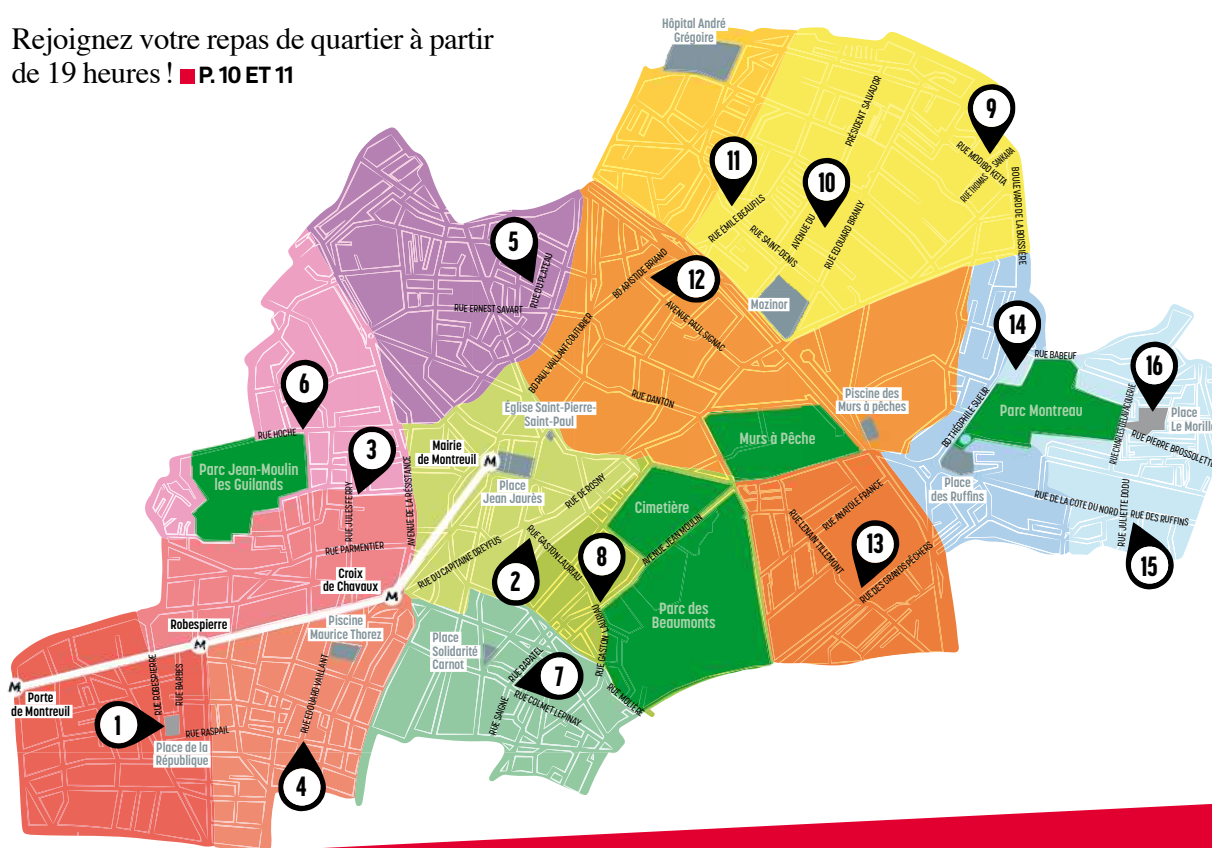 Rejoignez votre repas de quartier à partir
de 19 heures ! P. 10 ET 11
Hôpital André
Grégoire
9
PRÉSIDENT SALVADOR
11
RUE MODIBO KEITA
RUE THOMAS SANKARA
10
BOULEVARD DE LA BOISSIÈRE
RUE ÉMILE BEAUFILS
AVENUE DU
RUE EDOUARD BRANLY
RUE SAINT-DENIS
5
RUE DU PLATEAU
RUE ERNEST SAVART
BD ARISTIDE BRIAND
12
Mozinor
AVENUE PAUL SIGNAC
BD PAUL VAILLANT COUTURIER
14
RUE BABEUF
16
6
RUE DANTON
Piscine des
Murs à pêches
Parc Montreau
BD THÉOPHILE SUEUR
Place
Le Morillo
RUE PIERRE BROSSOLETTE
Église Saint-Pierre-
Saint-Paul
RUE HOCHE
3
Mairie
de Montreuil
M
Murs à Pêche
Parc Jean-Moulin
les Guilands
Place
Jean Jaurès
RUE DE ROSNY
Place
des Ruffins
RUE JULES FERRY
AVENUE DE LA RÉSISTANCE
Cimetière
RUE ANATOLE FRANCE
RUE LENAIN TILLEMONT
RUE DE LA COTE DU NORD
RUE JULIETTE DODU
RUE DES RUFFINS
RUE PARMENTIER
RUE DU CAPITAINE DREYFUS
RUE GASTON LAURIAU
AVENUE JEAN MOULIN
8
13
RUE DES GRANDS PÊCHERS
15
Croix
de Chavaux
M
2
Parc des
Beaumonts
Robespierre
M
Piscine
Maurice Thorez
Place
Solidarité
Carnot
RUE GASTON LAURIAU
RUE RAPATEL
7
RUE COLMET LEPINAY
RUE MOLIÈRE
RUE SAIGNE
M
Porte
de Montreuil
RUE ROBESPIERRE
RUE BARBÈS
RUE EDOUARD VAILLANT
1
RUE RASPAIL
Place de la
République
4